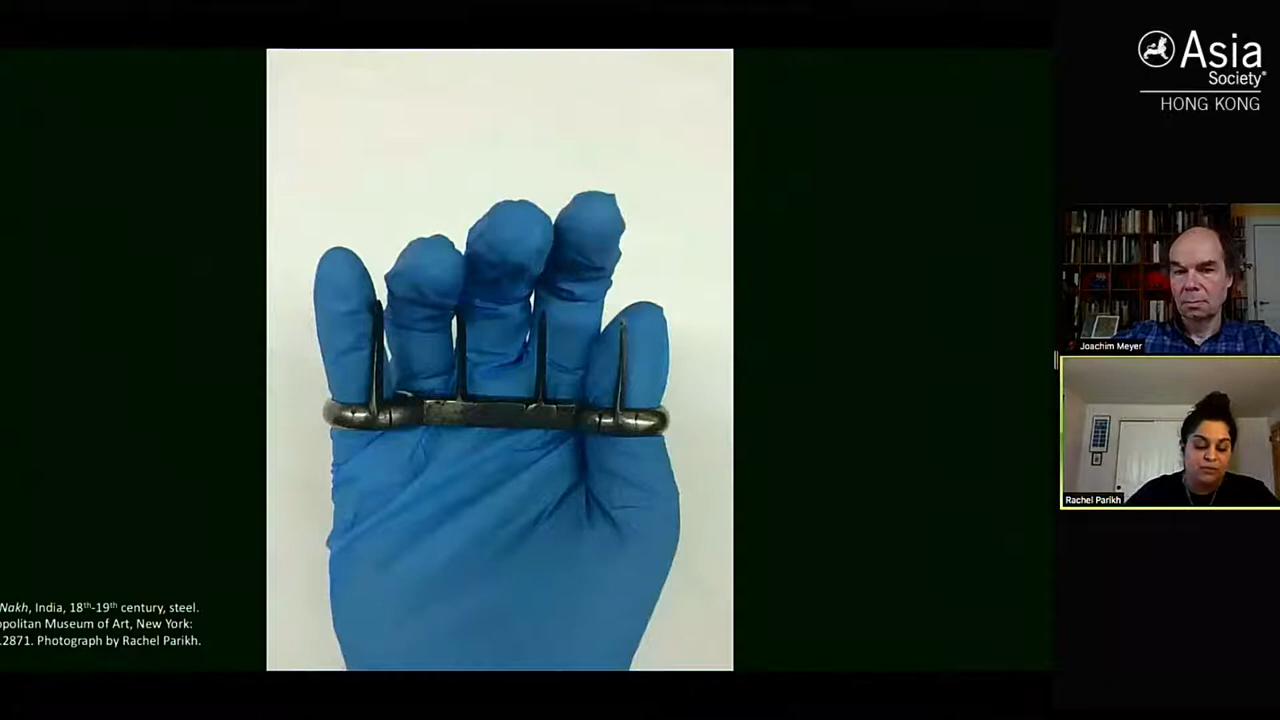 Asia
Society®
HONG KONG
Joachim Meyer
Rachel Parikh
Nakh, India, 18th-19th century, steel.
opolitan Museum of Art, New York:
.2871. Photograph by Rachel Parikh.